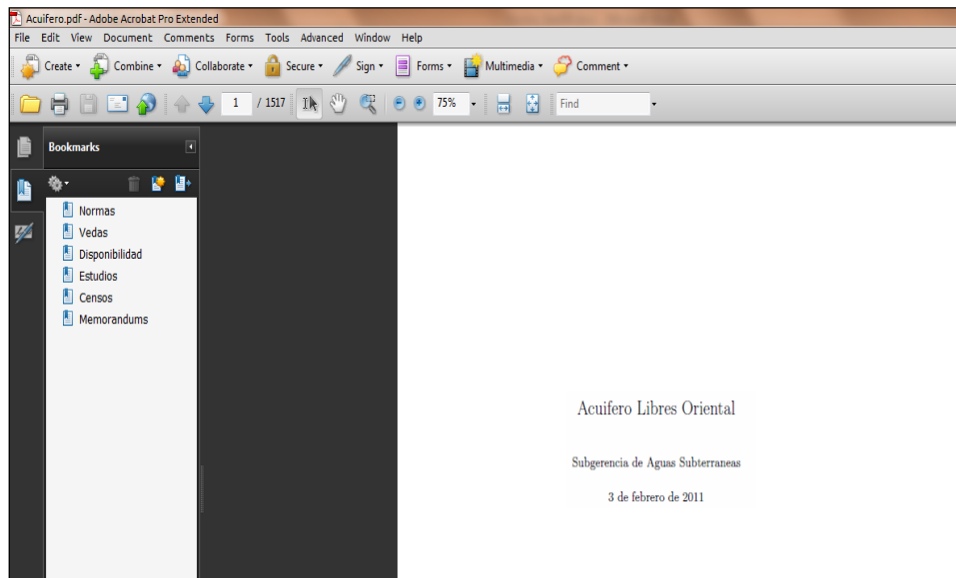 Acuifero.pdf - Adobe Acrobat Pro Extended
File Edit View Document Comments Forms Tools Advanced Window Help
Create Combine Collaborate Secure Sign Forms Multimedia Comment
1 / 1517 75% Find
Bookmarks
Normas
Vedas
Disponibilidad
Estudios
Censos
Memorandums
Acuifero Libres Oriental
Subgerencia de Aguas Subterraneas
3 de febrero de 2011